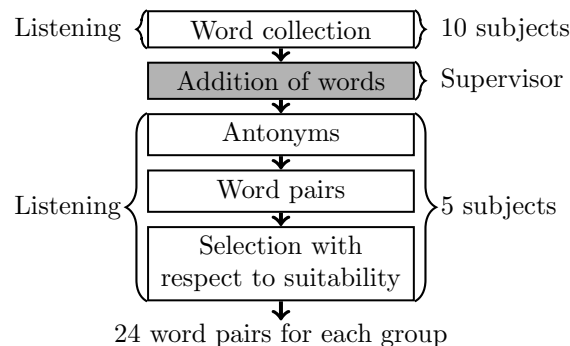 Listening
Word collection
10 subjects
Addition of words
Supervisor
Antonyms
Listening
Word pairs
5 subjects
Selection with
respect to suitability
24 word pairs for each group